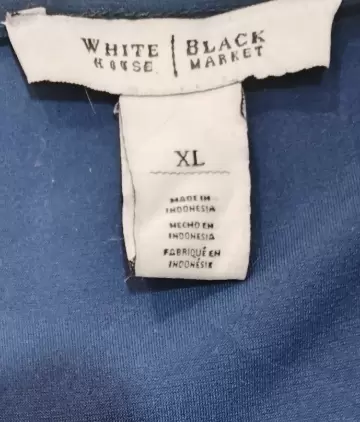 WHITE | BLACK
HOUSE | MARKET
XL
MADE IN
INDONESIA
HECHO EN
INDONESIA
FABRIQUÉ EN
INDONÉSIE